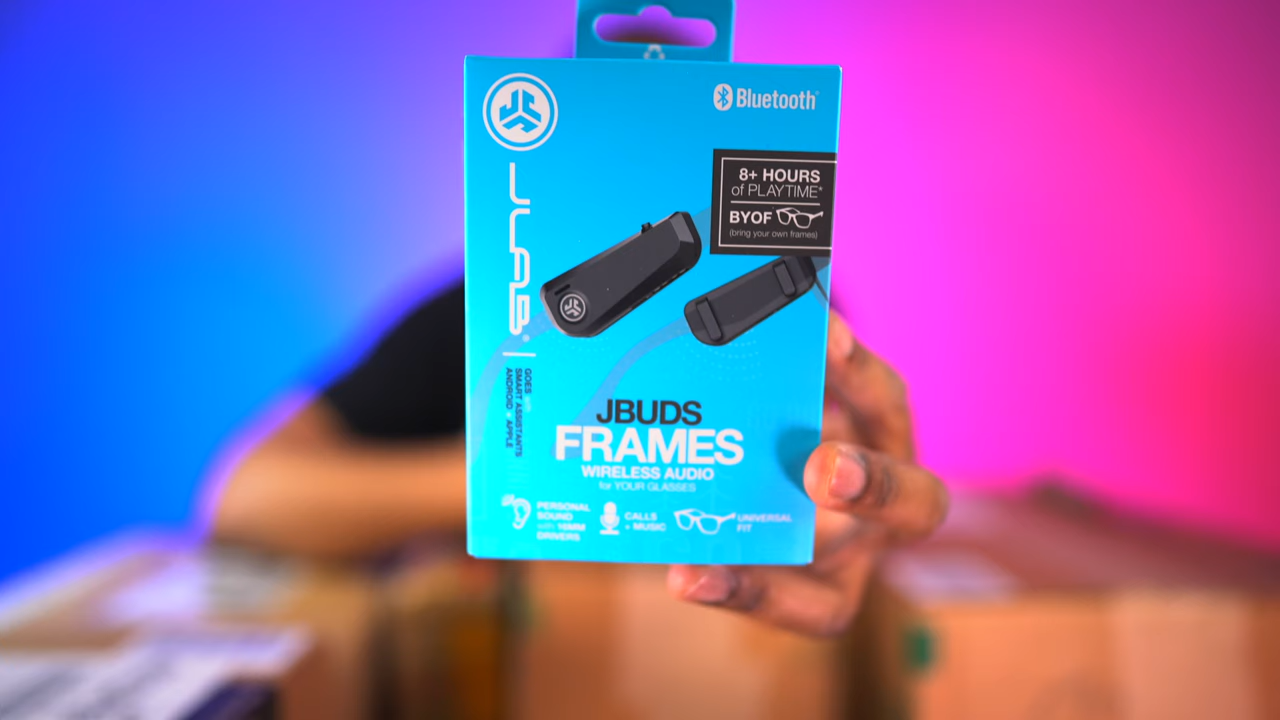 Bluetooth®
8+ HOURS
of PLAYTIME*
BYOF
(bring your own frames)
JLAB
GOES
SMART ASSISTANTS
ANDROID + APPLE
JBUDS
FRAMES
WIRELESS AUDIO
for YOUR GLASSES
PERSONAL
SOUND
with 16MM
DRIVERS
CALLS
+ MUSIC
UNIVERSAL
FIT